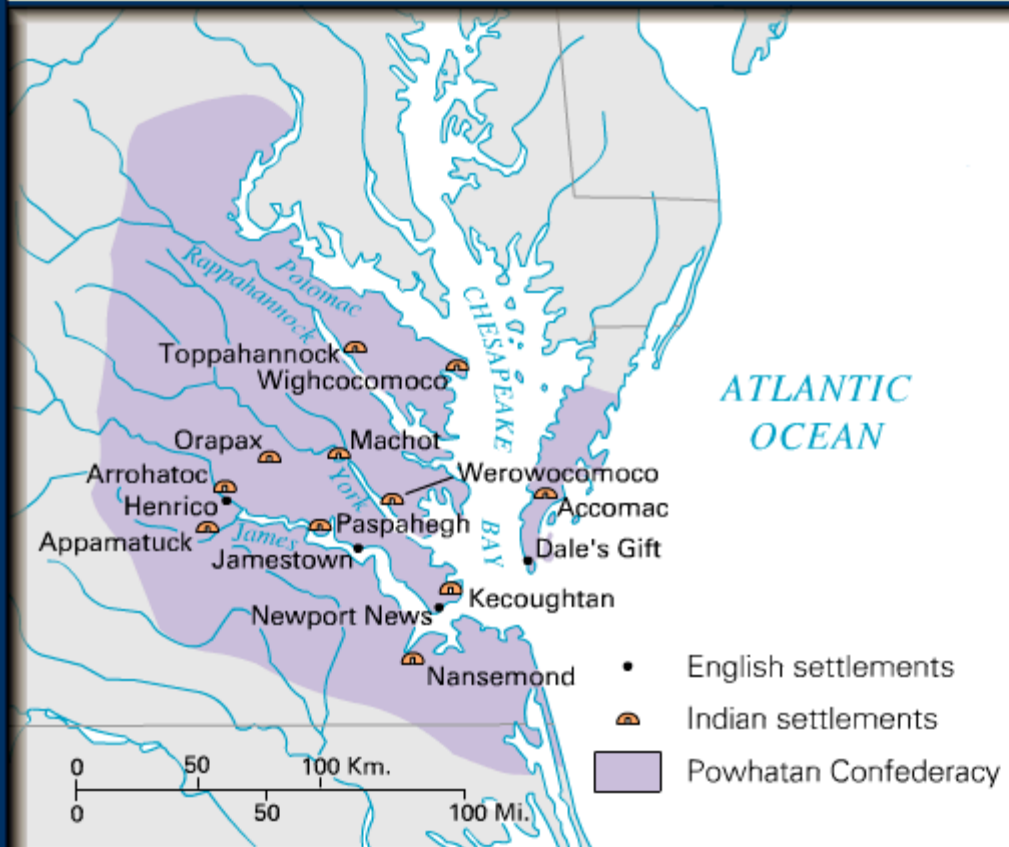 Rappahannock
Potomac
CHESAPEAKE
BAY
Toppahannock
Wighcocomoco
ATLANTIC
OCEAN
Orapax
Machot
Arrohatoc
York
Werowocomoco
Henrico
Accomac
Appamatuck
James
Paspahegh
Jamestown
Dale's Gift
Newport News
Kecoughtan
Nansemond
English settlements
Indian settlements
Powhatan Confederacy
0 50 100 Km.
0 50 100 Mi.